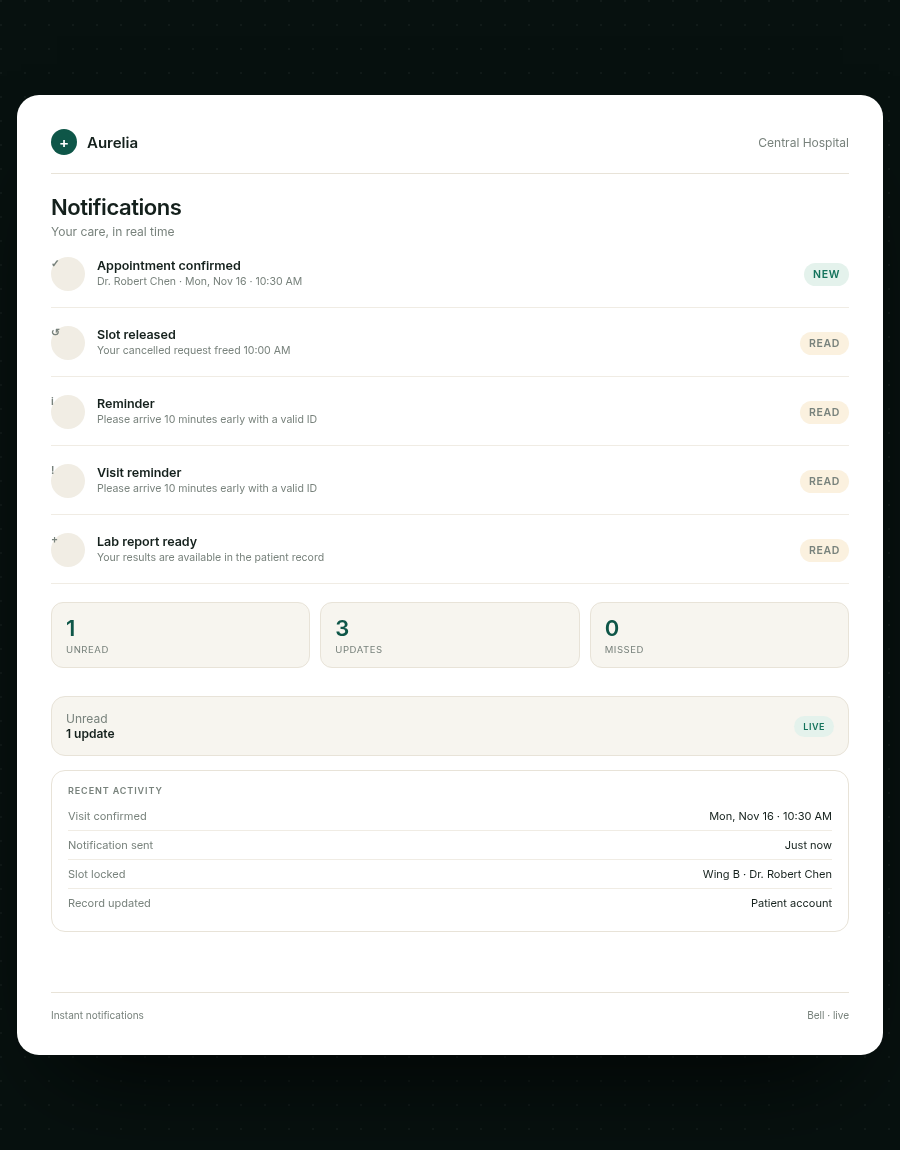 + Aurelia
Central Hospital
Notifications
Your care, in real time
✓
Appointment confirmed
Dr. Robert Chen · Mon, Nov 16 · 10:30 AM
NEW
↺
Slot released
Your cancelled request freed 10:00 AM
READ
i
Reminder
Please arrive 10 minutes early with a valid ID
READ
!
Visit reminder
Please arrive 10 minutes early with a valid ID
READ
+
Lab report ready
Your results are available in the patient record
READ
1
UNREAD
3
UPDATES
0
MISSED
Unread
1 update
LIVE
RECENT ACTIVITY
Visit confirmed
Mon, Nov 16 · 10:30 AM
Notification sent
Just now
Slot locked
Wing B · Dr. Robert Chen
Record updated
Patient account
Instant notifications
Bell · live